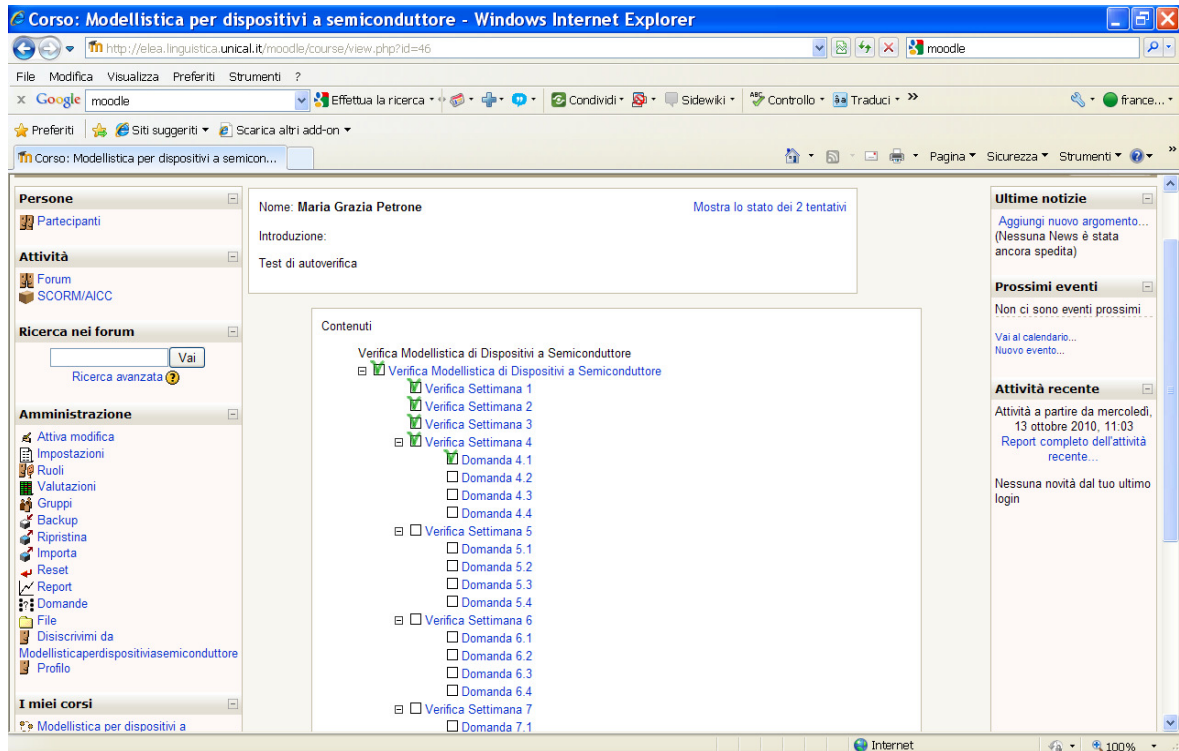 Corso: Modellistica per dispositivi a semiconduttore - Windows Internet Explorer
http://elea.linguistica.unical.it/moodle/course/view.php?id=46
moodle
File Modifica Visualizza Preferiti Strumenti ?
x Google moodle Effettua la ricerca Condividi Sidewiki Controllo Traduci » france...
Preferiti Siti suggeriti Scarica altri add-on
Corso: Modellistica per dispositivi a semicon... Pagina Sicurezza Strumenti »
Persone
Partecipanti
Attività
Forum
SCORM/AICC
Ricerca nei forum
Vai
Ricerca avanzata
Amministrazione
Attiva modifica
Impostazioni
Ruoli
Valutazioni
Gruppi
Backup
Ripristina
Importa
Reset
Report
Domande
File
Disiscrivimi da
Modellisticaperdispositiviasemiconduttore
Profilo
I miei corsi
Modellistica per dispositivi a
Nome: Maria Grazia Petrone
Mostra lo stato dei 2 tentativi
Introduzione:
Test di autoverifica
Contenuti
Verifica Modellistica di Dispositivi a Semiconduttore
Verifica Modellistica di Dispositivi a Semiconduttore
Verifica Settimana 1
Verifica Settimana 2
Verifica Settimana 3
Verifica Settimana 4
Domanda 4.1
Domanda 4.2
Domanda 4.3
Domanda 4.4
Verifica Settimana 5
Domanda 5.1
Domanda 5.2
Domanda 5.3
Domanda 5.4
Verifica Settimana 6
Domanda 6.1
Domanda 6.2
Domanda 6.3
Domanda 6.4
Verifica Settimana 7
Domanda 7.1
Ultime notizie
Aggiungi nuovo argomento...
(Nessuna News è stata
ancora spedita)
Prossimi eventi
Non ci sono eventi prossimi
Vai al calendario...
Nuovo evento...
Attività recente
Attività a partire da mercoledì,
13 ottobre 2010, 11:03
Report completo dell'attività
recente...
Nessuna novità dal tuo ultimo
login
Internet
100%